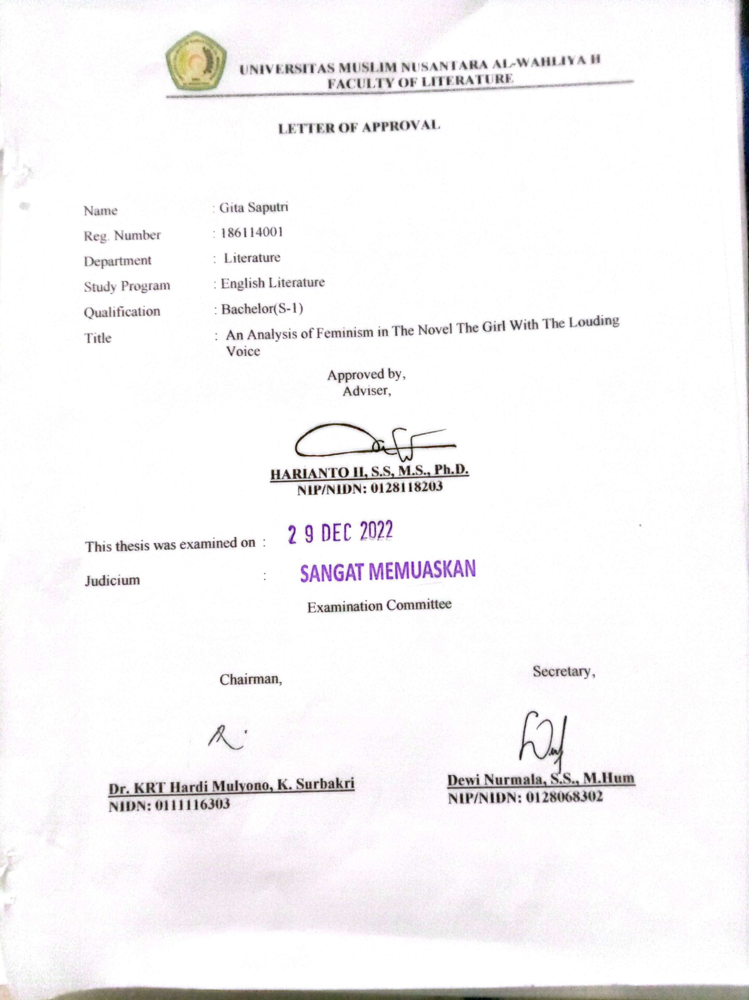 UNIVERSITAS MUSLIM NUSANTARA AL-WAHLIYA H
FACULTY OF LITERATURE
LETTER OF APPROVAL
Name : Gita Saputri
Reg. Number : 186114001
Department : Literature
Study Program : English Literature
Qualification : Bachelor(S-1)
Title : An Analysis of Feminism in The Novel The Girl With The Louding
Voice
Approved by,
Adviser,
HARIANTO II, S.S, M.S., Ph.D.
NIP/NIDN: 0128118203
This thesis was examined on : 29 DEC 2022
Judicium : SANGAT MEMUASKAN
Examination Committee
Chairman, Secretary,
Dr. KRT Hardi Mulyono, K. Surbakri Dewi Nurmala, S.S., M.Hum
NIDN: 0111116303 NIP/NIDN: 0128068302